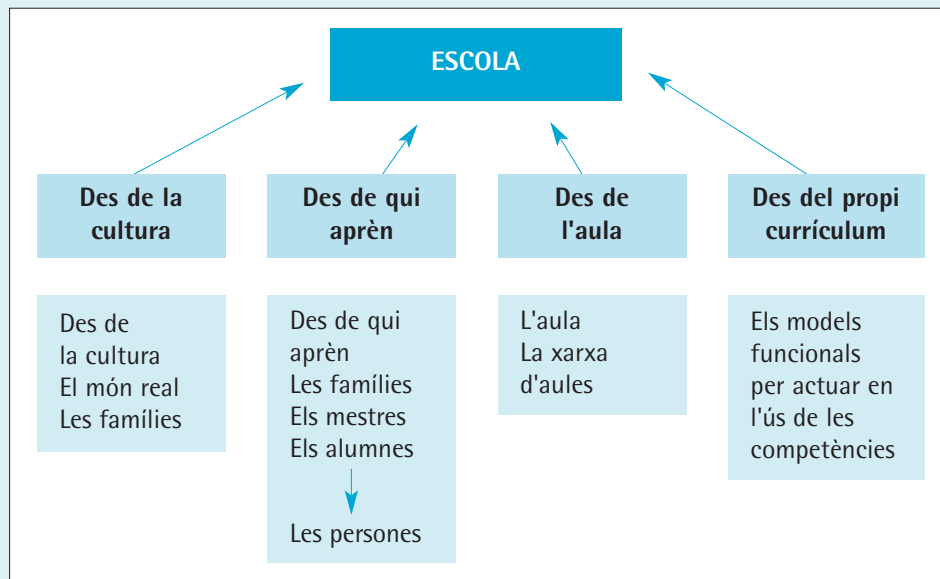 ESCOLA
Des de la
cultura
Des de qui
aprèn
Des de
l'aula
Des del propi
currículum
Des de
la cultura
El món real
Les famílies
Des de qui
aprèn
Les famílies
Els mestres
Els alumnes
Les persones
L'aula
La xarxa
d'aules
Els models
funcionals
per actuar en
l'ús de les
competències